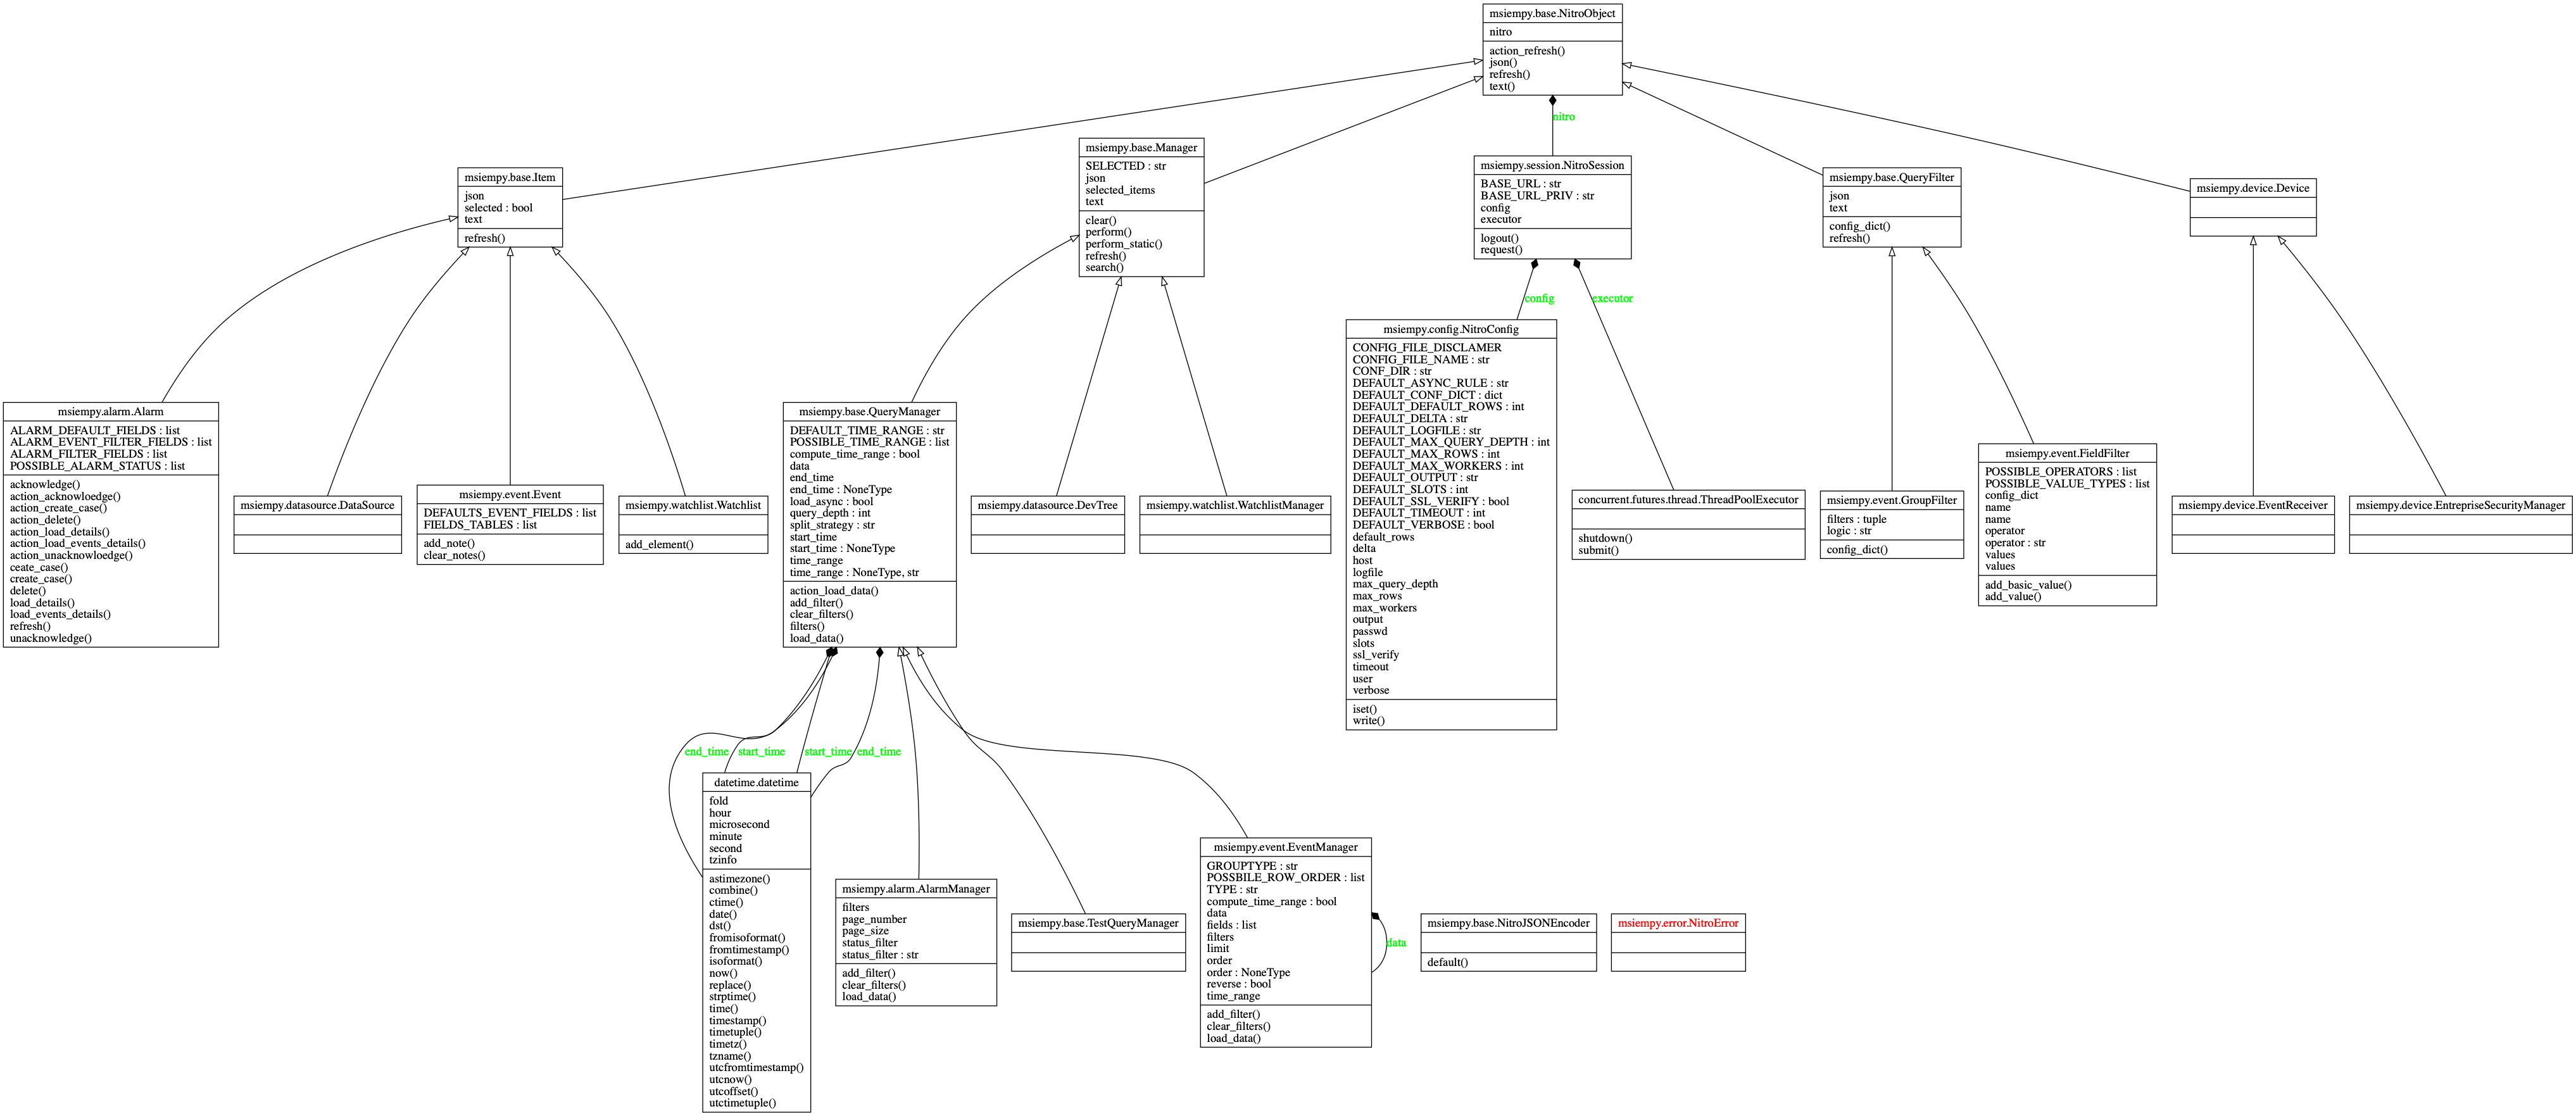 msiempy.base.NitroObject
nitro
action_refresh()
json()
refresh()
text()
nitro
msiempy.base.Item
json
selected : bool
text
refresh()
msiempy.base.Manager
SELECTED : str
json
selected_items
text
clear()
perform()
perform_static()
refresh()
search()
msiempy.session.NitroSession
BASE_URL : str
BASE_URL_PRIV : str
config
executor
logout()
request()
msiempy.base.QueryFilter
json
text
config_dict()
refresh()
msiempy.device.Device
config
executor
msiempy.alarm.Alarm
ALARM_DEFAULT_FIELDS : list
ALARM_EVENT_FILTER_FIELDS : list
ALARM_FILTER_FIELDS : list
POSSIBLE_ALARM_STATUS : list
acknowledge()
action_acknowloedge()
action_create_case()
action_delete()
action_load_details()
action_load_events_details()
action_unacknowloedge()
ceate_case()
create_case()
delete()
load_details()
load_events_details()
refresh()
unacknowledge()
msiempy.datasource.DataSource
msiempy.event.Event
DEFAULTS_EVENT_FIELDS : list
FIELDS_TABLES : list
add_note()
clear_notes()
msiempy.watchlist.Watchlist
add_element()
msiempy.base.QueryManager
DEFAULT_TIME_RANGE : str
POSSIBLE_TIME_RANGE : list
compute_time_range : bool
data
end_time
end_time : NoneType
load_async : bool
query_depth : int
split_strategy : str
start_time
start_time : NoneType
time_range
time_range : NoneType, str
action_load_data()
add_filter()
clear_filters()
filters()
load_data()
msiempy.datasource.DevTree
msiempy.watchlist.WatchlistManager
msiempy.config.NitroConfig
CONFIG_FILE_DISCLAMER
CONFIG_FILE_NAME : str
CONF_DIR : str
DEFAULT_ASYNC_RULE : str
DEFAULT_CONF_DICT : dict
DEFAULT_DEFAULT_ROWS : int
DEFAULT_DELTA : str
DEFAULT_LOGFILE : str
DEFAULT_MAX_QUERY_DEPTH : int
DEFAULT_MAX_ROWS : int
DEFAULT_MAX_WORKERS : int
DEFAULT_OUTPUT : str
DEFAULT_SLOTS : int
DEFAULT_SSL_VERIFY : bool
DEFAULT_TIMEOUT : int
DEFAULT_VERBOSE : bool
default_rows
delta
host
logfile
max_query_depth
max_rows
max_workers
output
passwd
slots
ssl_verify
timeout
user
verbose
iset()
write()
concurrent.futures.thread.ThreadPoolExecutor
shutdown()
submit()
msiempy.event.GroupFilter
filters : tuple
logic : str
config_dict()
msiempy.event.FieldFilter
POSSIBLE_OPERATORS : list
POSSIBLE_VALUE_TYPES : list
config_dict
name
name
operator
operator : str
values
values
add_basic_value()
add_value()
msiempy.device.EventReceiver
msiempy.device.EntrepriseSecurityManager
end_time
start_time
start_time
end_time
datetime.datetime
fold
hour
microsecond
minute
second
tzinfo
astimezone()
combine()
ctime()
date()
dst()
fromisoformat()
fromtimestamp()
isoformat()
now()
replace()
strptime()
time()
timestamp()
timetuple()
timetz()
tzname()
utcfromtimestamp()
utcnow()
utcoffset()
utctimetuple()
msiempy.alarm.AlarmManager
filters
page_number
page_size
status_filter
status_filter : str
add_filter()
clear_filters()
load_data()
msiempy.base.TestQueryManager
msiempy.event.EventManager
GROUPTYPE : str
POSSBILE_ROW_ORDER : list
TYPE : str
compute_time_range : bool
data
fields : list
filters
limit
order
order : NoneType
reverse : bool
time_range
add_filter()
clear_filters()
load_data()
data
msiempy.base.NitroJSONEncoder
default()
msiempy.error.NitroError